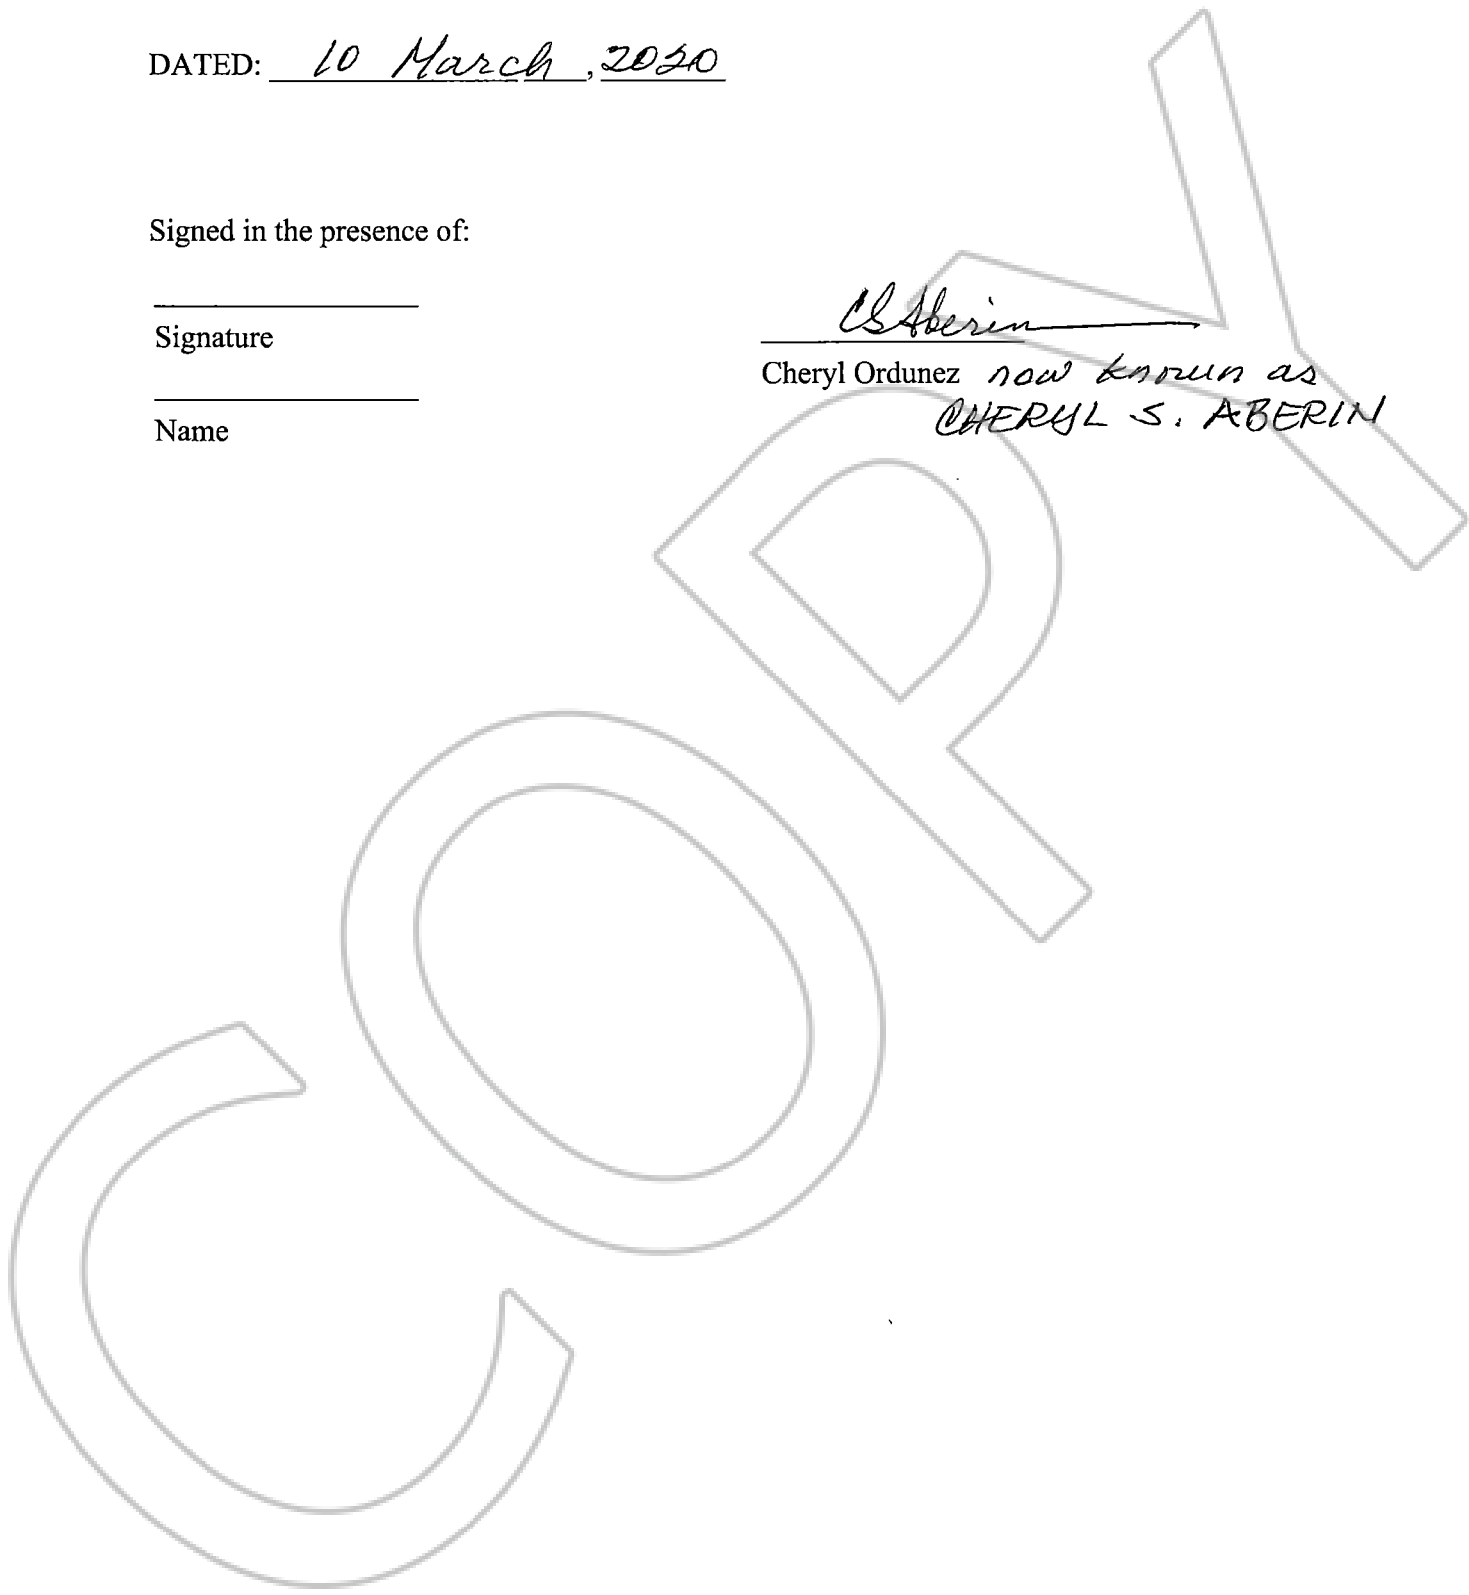 DATED: 10 March, 2020
Signed in the presence of:
Signature
CSAberin
Cheryl Ordunez now known as
CHERYL S. ABERIN
Name
COPY